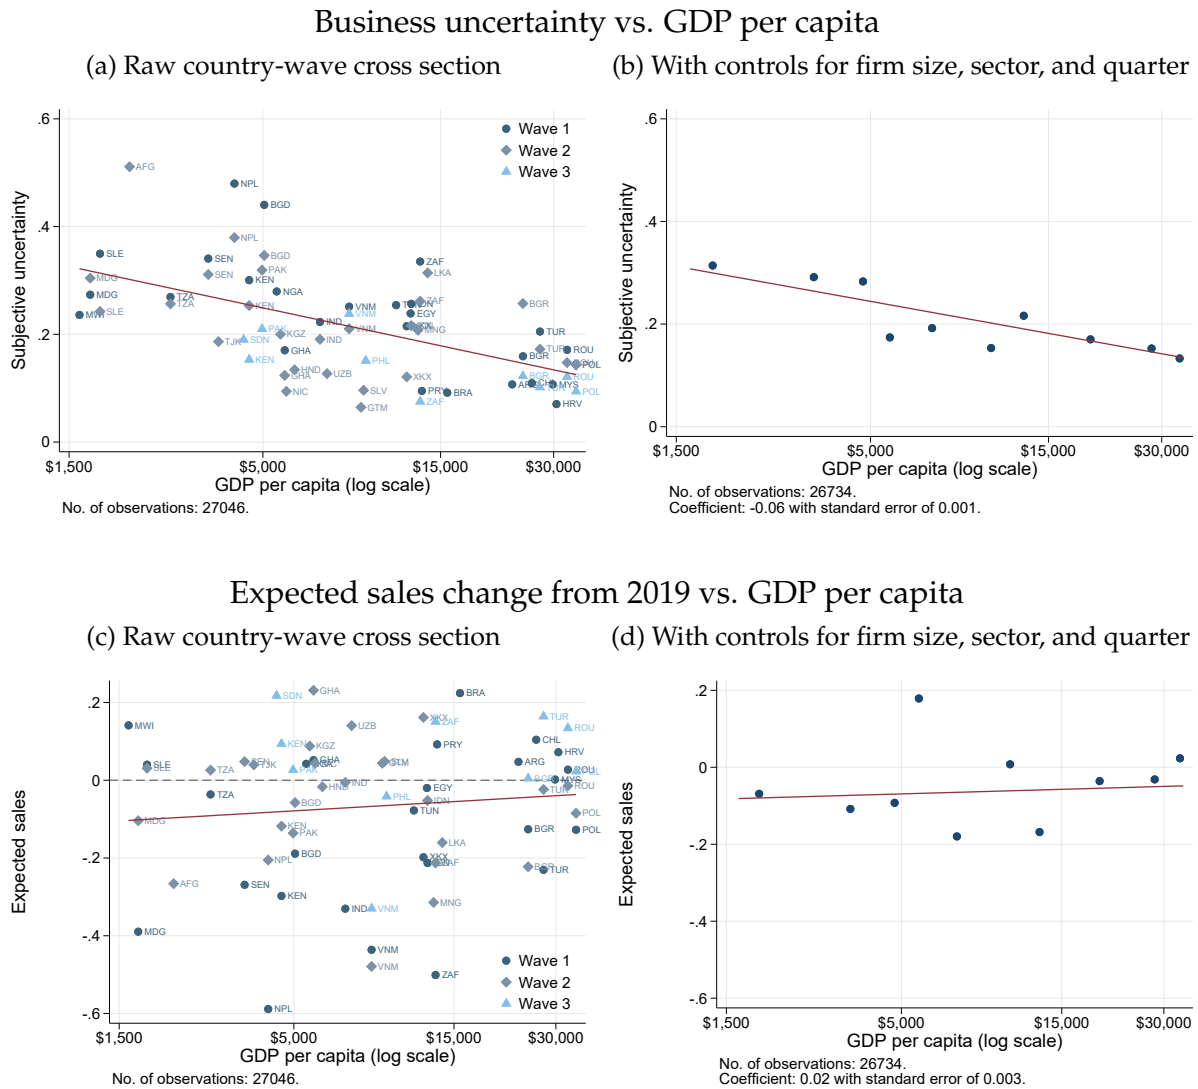 Business uncertainty vs. GDP per capita
(a) Raw country-wave cross section
Subjective uncertainty
.6
.4
.2
0
Wave 1
Wave 2
Wave 3
AFG
NPL
BGD
NPL
SLE
SEN
BGD
ZAF
MDG
SEN
PAK
LKA
KEN
MDG
TZA
NGA
TZA
KEN
VNM
ZAF
BGR
MWI
SLE
VNM
EGY
IND
PAK
VNM
MNG
TUR
TJK
SDN
KGZ
IND
KEN
GHA
PHL
BGR
ROU
POL
GHA
HND
UZB
XKX
BGR
ROU
NIC
SLV
PRY
BRA
MYS
POL
GTM
ZAF
HRV
$1,500
$5,000
$15,000
$30,000
GDP per capita (log scale)
No. of observations: 27046.
(b) With controls for firm size, sector, and quarter
Subjective uncertainty
.6
.4
.2
0
$1,500
$5,000
$15,000
$30,000
GDP per capita (log scale)
No. of observations: 26734.
Coefficient: -0.06 with standard error of 0.001.
Expected sales change from 2019 vs. GDP per capita
(c) Raw country-wave cross section
Expected sales
.2
0
-.2
-.4
-.6
SDN
GHA
BRA
MWI
UZB
XKX
ZAF
TUR
ROU
KEN
KGZ
PRY
CHL
HRV
SLE
SLE
TZA
SEN
TJK
PAK
GHA
ARG
ROU
TZA
HND
IND
EGY
PHL
BGR
MYS
TUR
ROU
MDG
BGD
IDN
TUN
POL
KEN
PAK
BGR
POL
NPL
BGD
LKA
XKX
ZAF
BGR
TUR
AFG
SEN
KEN
MDG
IND
VNM
MNG
VNM
VNM
ZAF
NPL
Wave 1
Wave 2
Wave 3
$1,500
$5,000
$15,000
$30,000
GDP per capita (log scale)
No. of observations: 27046.
(d) With controls for firm size, sector, and quarter
Expected sales
.2
0
-.2
-.4
-.6
$1,500
$5,000
$15,000
$30,000
GDP per capita (log scale)
No. of observations: 26734.
Coefficient: 0.02 with standard error of 0.003.